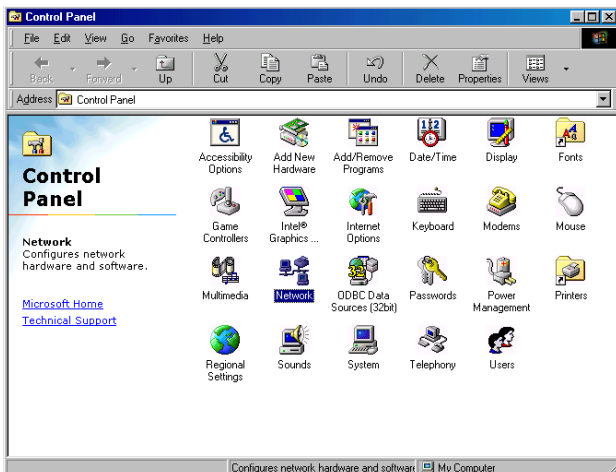 Control Panel
File Edit View Go Favorites Help
Back Forward Up Cut Copy Paste Undo Delete Properties Views
Address Control Panel
Control
Panel
Network
Configures network
hardware and software.
Microsoft Home
Technical Support
Accessibility
Options
Add New
Hardware
Add/Remove
Programs
Date/Time
Display
Fonts
Game
Controllers
Intel®
Graphics ...
Internet
Options
Keyboard
Modems
Mouse
Multimedia
Network
ODBC Data
Sources (32bit)
Passwords
Power
Management
Printers
Regional
Settings
Sounds
System
Telephony
Users
Configures network hardware and softwar My Computer